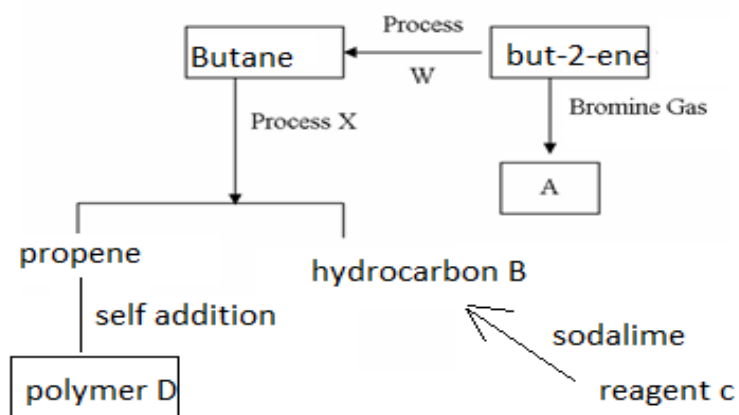 Process
Butane
but-2-ene
W
Process X
Bromine Gas
A
propene
hydrocarbon B
self addition
sodalime
polymer D
reagent c